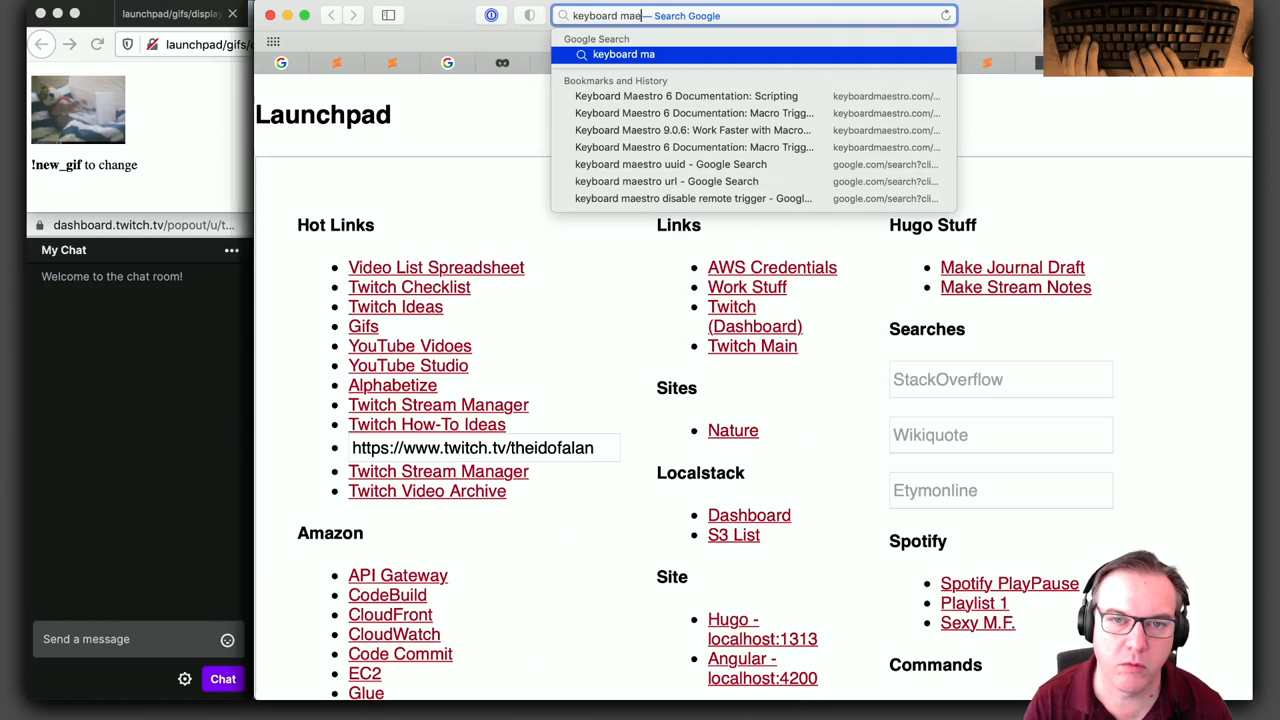 launchpad/gifs/display
launchpad/gifs/d
!new_gif to change
dashboard.twitch.tv/popout/u/t...
My Chat
Welcome to the chat room!
Send a message
Chat
keyboard mae — Search Google
Google Search
keyboard ma
Bookmarks and History
Keyboard Maestro 6 Documentation: Scripting keyboardmaestro.com/...
Keyboard Maestro 6 Documentation: Macro Trigg... keyboardmaestro.com/...
Keyboard Maestro 9.0.6: Work Faster with Macro... keyboardmaestro.com/...
Keyboard Maestro 6 Documentation: Macro Trigg... keyboardmaestro.com/...
keyboard maestro uuid - Google Search google.com/search?cli...
keyboard maestro url - Google Search google.com/search?cli...
keyboard maestro disable remote trigger - Googl... google.com/search?cli...
Launchpad
Hot Links
Video List Spreadsheet
Twitch Checklist
Twitch Ideas
Gifs
YouTube Vidoes
YouTube Studio
Alphabetize
Twitch Stream Manager
Twitch How-To Ideas
https://www.twitch.tv/theidofalan
Twitch Stream Manager
Twitch Video Archive
Amazon
API Gateway
CodeBuild
CloudFront
CloudWatch
Code Commit
EC2
Glue
Links
AWS Credentials
Work Stuff
Twitch
(Dashboard)
Twitch Main
Sites
Nature
Localstack
Dashboard
S3 List
Site
Hugo -
localhost:1313
Angular -
localhost:4200
Hugo Stuff
Make Journal Draft
Make Stream Notes
Searches
StackOverflow
Wikiquote
Etymonline
Spotify
Spotify PlayPause
Playlist 1
Sexy M.F.
Commands